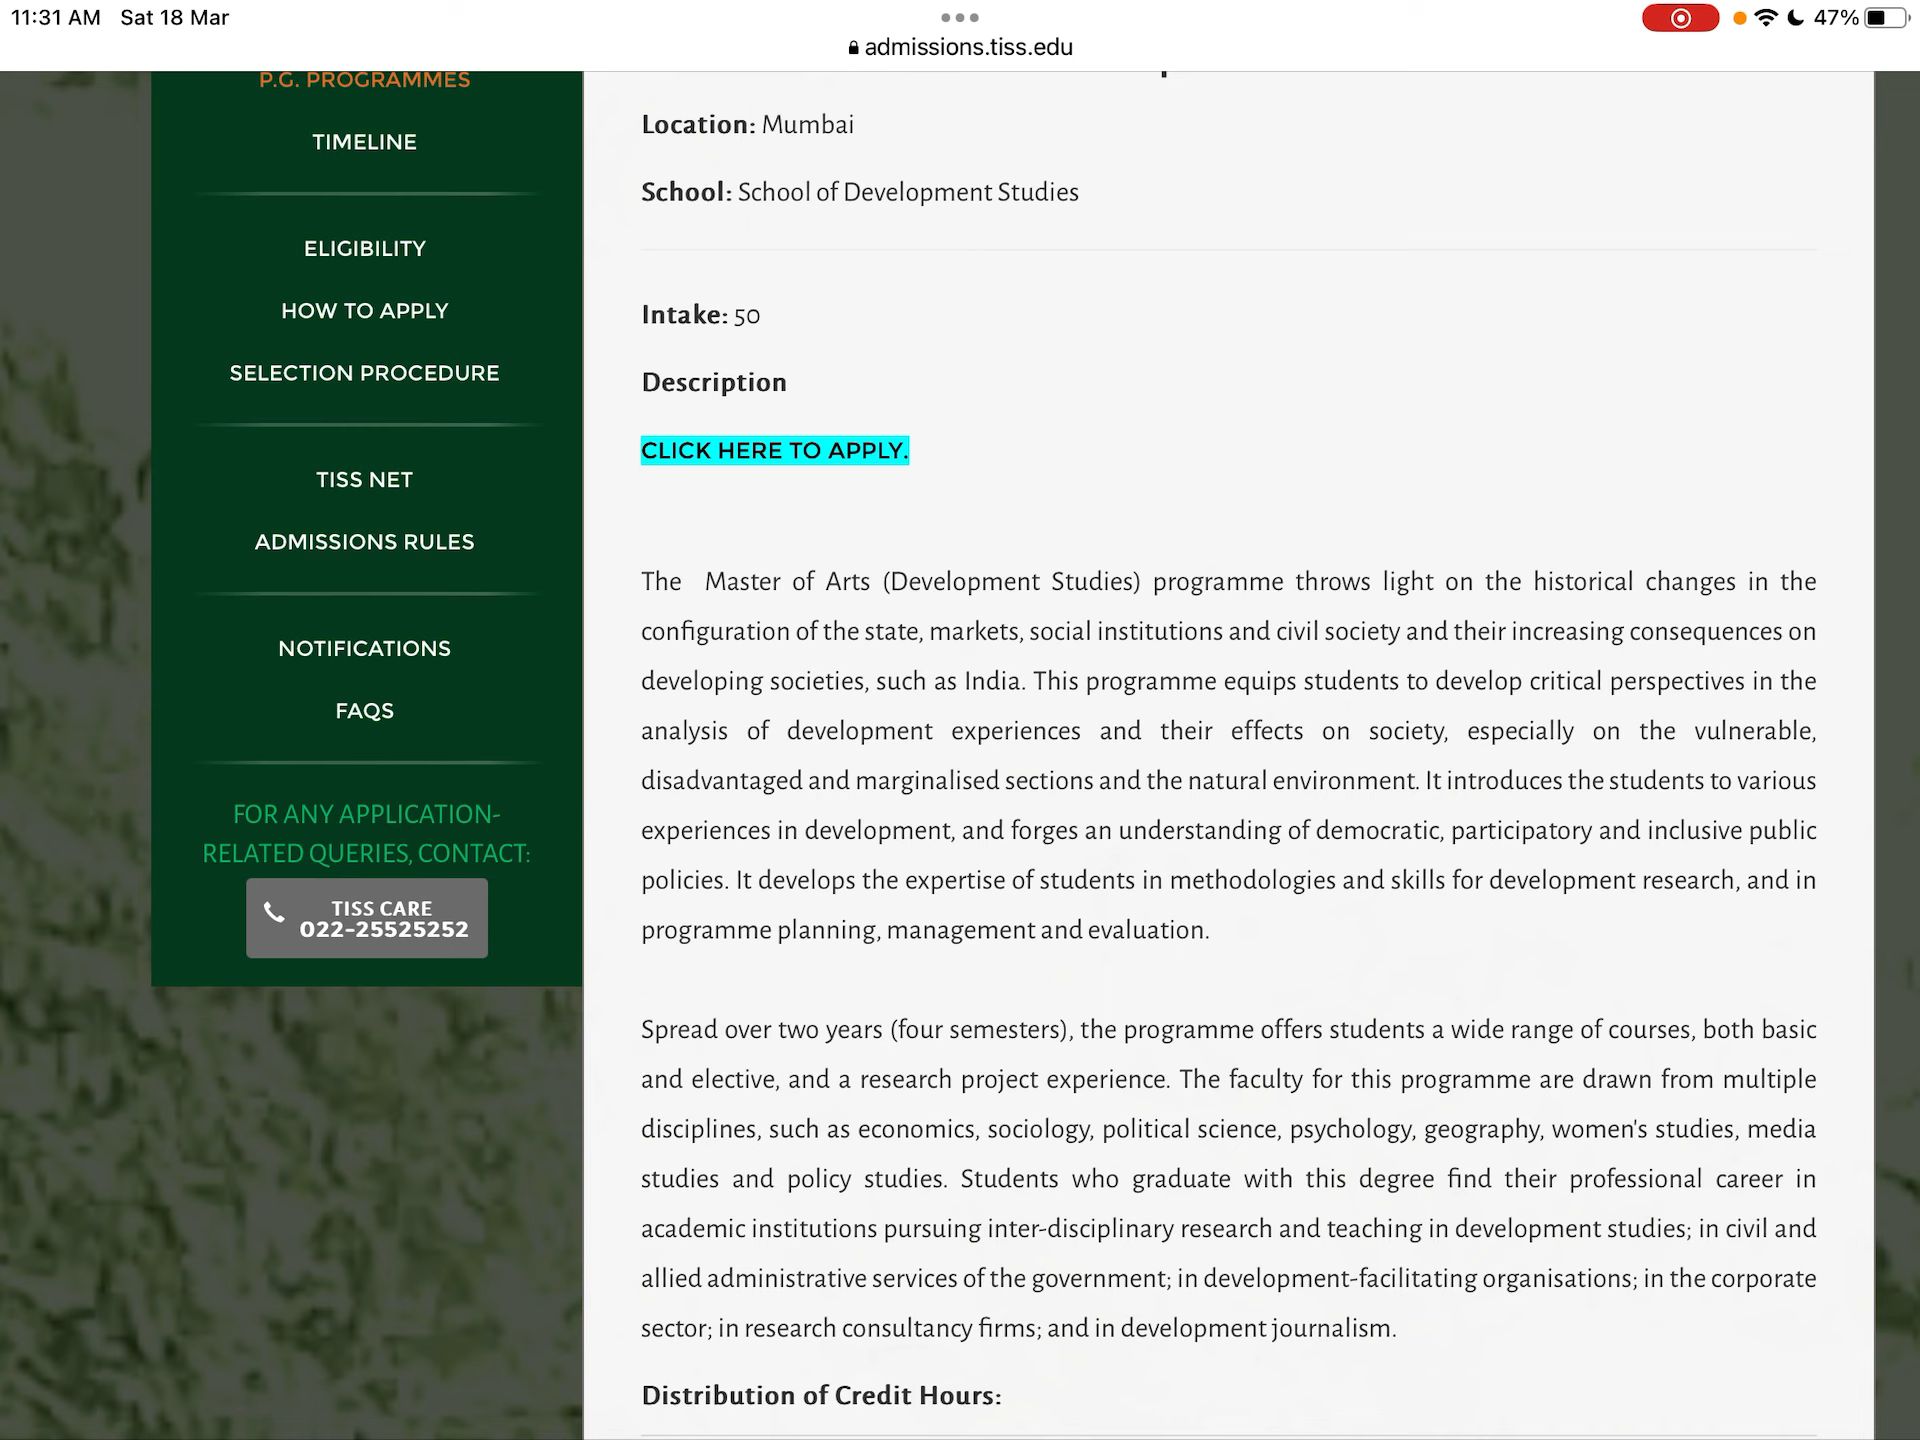 11:31 AM Sat 18 Mar
47%
admissions.tiss.edu
P.G. PROGRAMMES
TIMELINE
ELIGIBILITY
HOW TO APPLY
SELECTION PROCEDURE
TISS NET
ADMISSIONS RULES
NOTIFICATIONS
FAQS
FOR ANY APPLICATION-
RELATED QUERIES, CONTACT:
TISS CARE
022-25525252
Location: Mumbai
School: School of Development Studies
Intake: 50
Description
CLICK HERE TO APPLY.
The Master of Arts (Development Studies) programme throws light on the historical changes in the
configuration of the state, markets, social institutions and civil society and their increasing consequences on
developing societies, such as India. This programme equips students to develop critical perspectives in the
analysis of development experiences and their effects on society, especially on the vulnerable,
disadvantaged and marginalised sections and the natural environment. It introduces the students to various
experiences in development, and forges an understanding of democratic, participatory and inclusive public
policies. It develops the expertise of students in methodologies and skills for development research, and in
programme planning, management and evaluation.
Spread over two years (four semesters), the programme offers students a wide range of courses, both basic
and elective, and a research project experience. The faculty for this programme are drawn from multiple
disciplines, such as economics, sociology, political science, psychology, geography, women's studies, media
studies and policy studies. Students who graduate with this degree find their professional career in
academic institutions pursuing inter-disciplinary research and teaching in development studies; in civil and
allied administrative services of the government; in development-facilitating organisations; in the corporate
sector; in research consultancy firms; and in development journalism.
Distribution of Credit Hours: